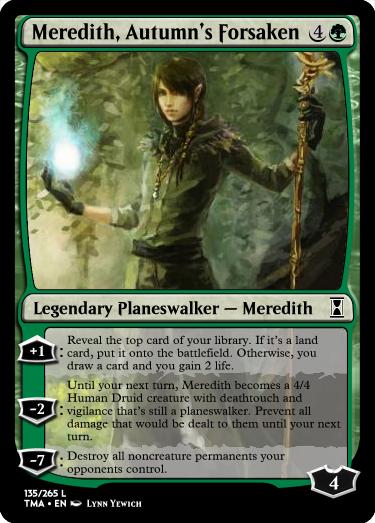 Meredith, Autumn's Forsaken 4
Legendary Planeswalker — Meredith
+1: Reveal the top card of your library. If it's a land
card, put it onto the battlefield. Otherwise, you
draw a card and you gain 2 life.
-2: Until your next turn, Meredith becomes a 4/4
Human Druid creature with deathtouch and
vigilance that's still a planeswalker. Prevent all
damage that would be dealt to them until your next
turn.
-7: Destroy all noncreature permanents your
opponents control.
4
135/265 L
TMA • EN Lynn Yewich